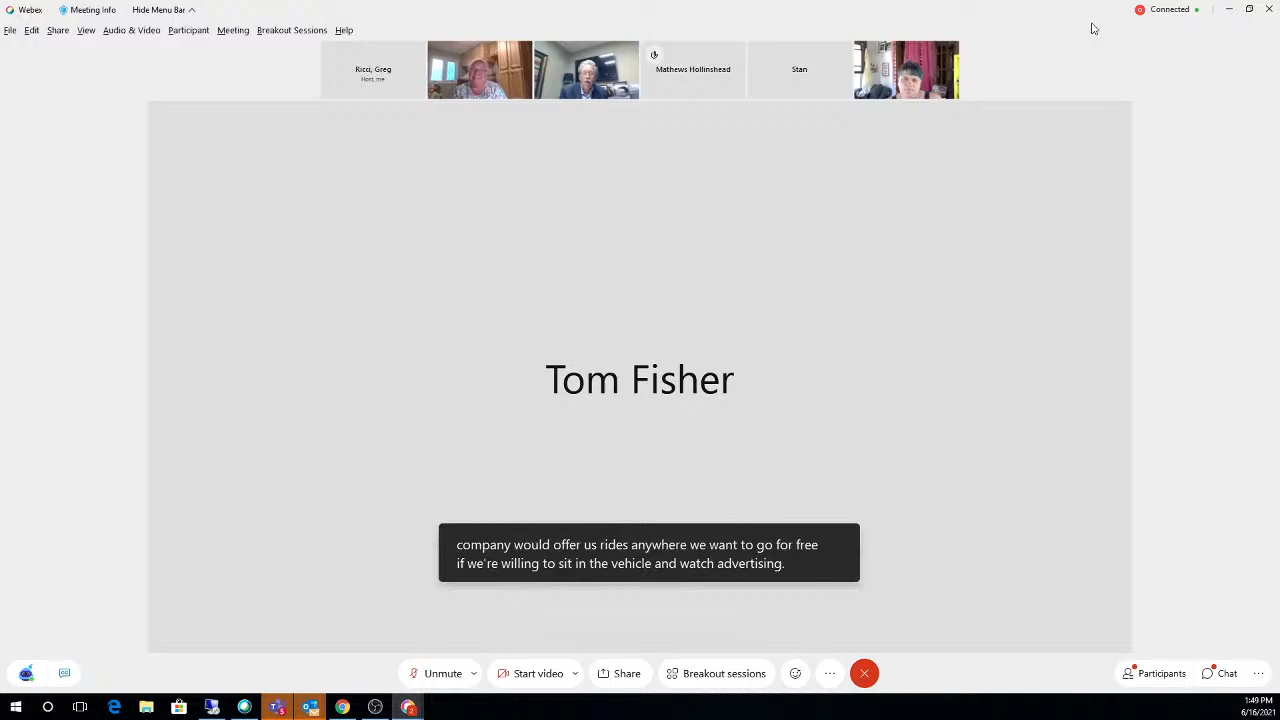 Webex Meeting Info Hide Menu Bar Connected
File Edit Share View Audio & Video Participant Meeting Breakout Sessions Help
Ricci, Greg
Host, me
Mathews Hollinshead
Stan
Tom Fisher
company would offer us rides anywhere we want to go for free
if we're willing to sit in the vehicle and watch advertising.
Unmute Start video Share Breakout sessions Participants Chat
1:49 PM
6/16/2021